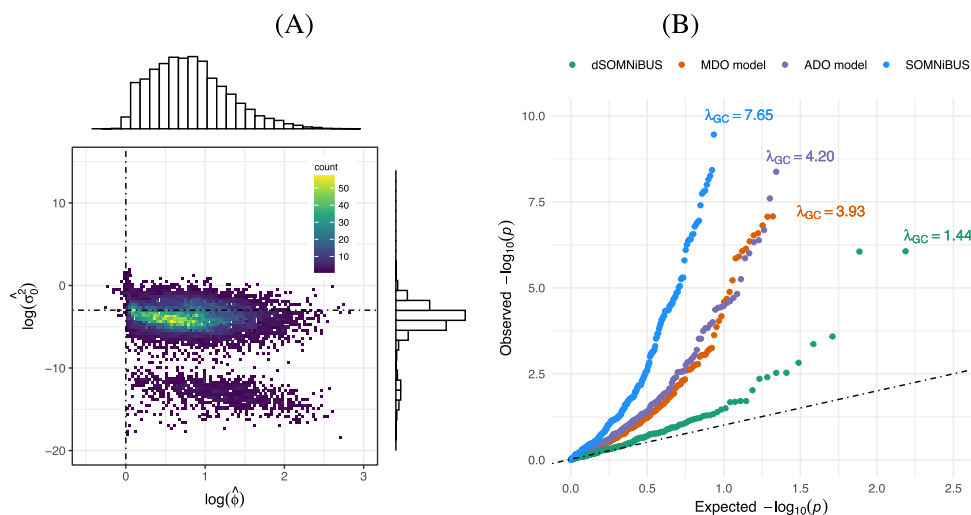 (A)
(B)
dSOMNiBUS MDO model ADO model SOMNiBUS
count
50
40
30
20
10
10
0
−10
−20
log(σ̂₀²)
0 1 2 3
log(φ̂)
10.0
7.5
5.0
2.5
0.0
Observed −log₁₀(p)
λGC = 7.65
λGC = 4.20
λGC = 3.93
λGC = 1.44
0.0 0.5 1.0 1.5 2.0 2.5
Expected −log₁₀(p)